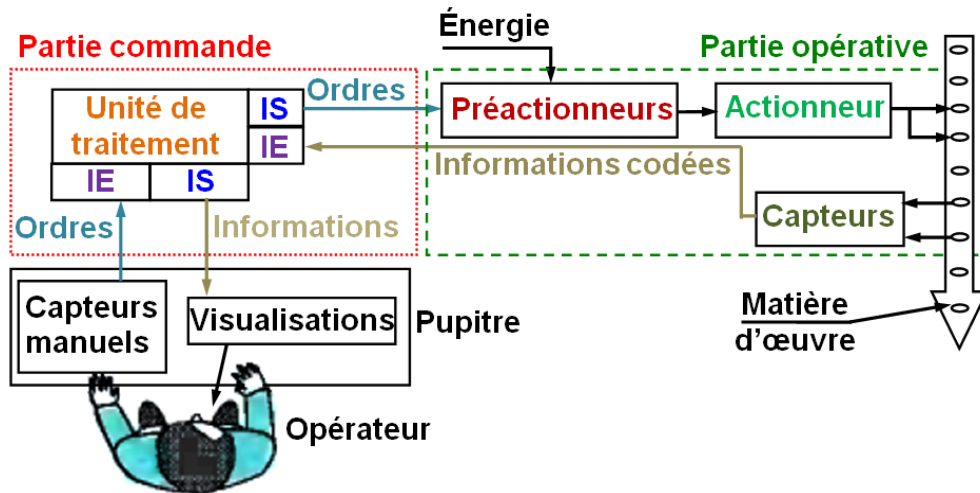 Énergie
Partie commande
Partie opérative
Unité de
traitement
IS
IE
IE
IS
Ordres
Préactionneurs
Actionneur
Informations codées
Capteurs
Ordres
Informations
Capteurs
manuels
Visualisations
Pupitre
Matière
d'œuvre
Opérateur